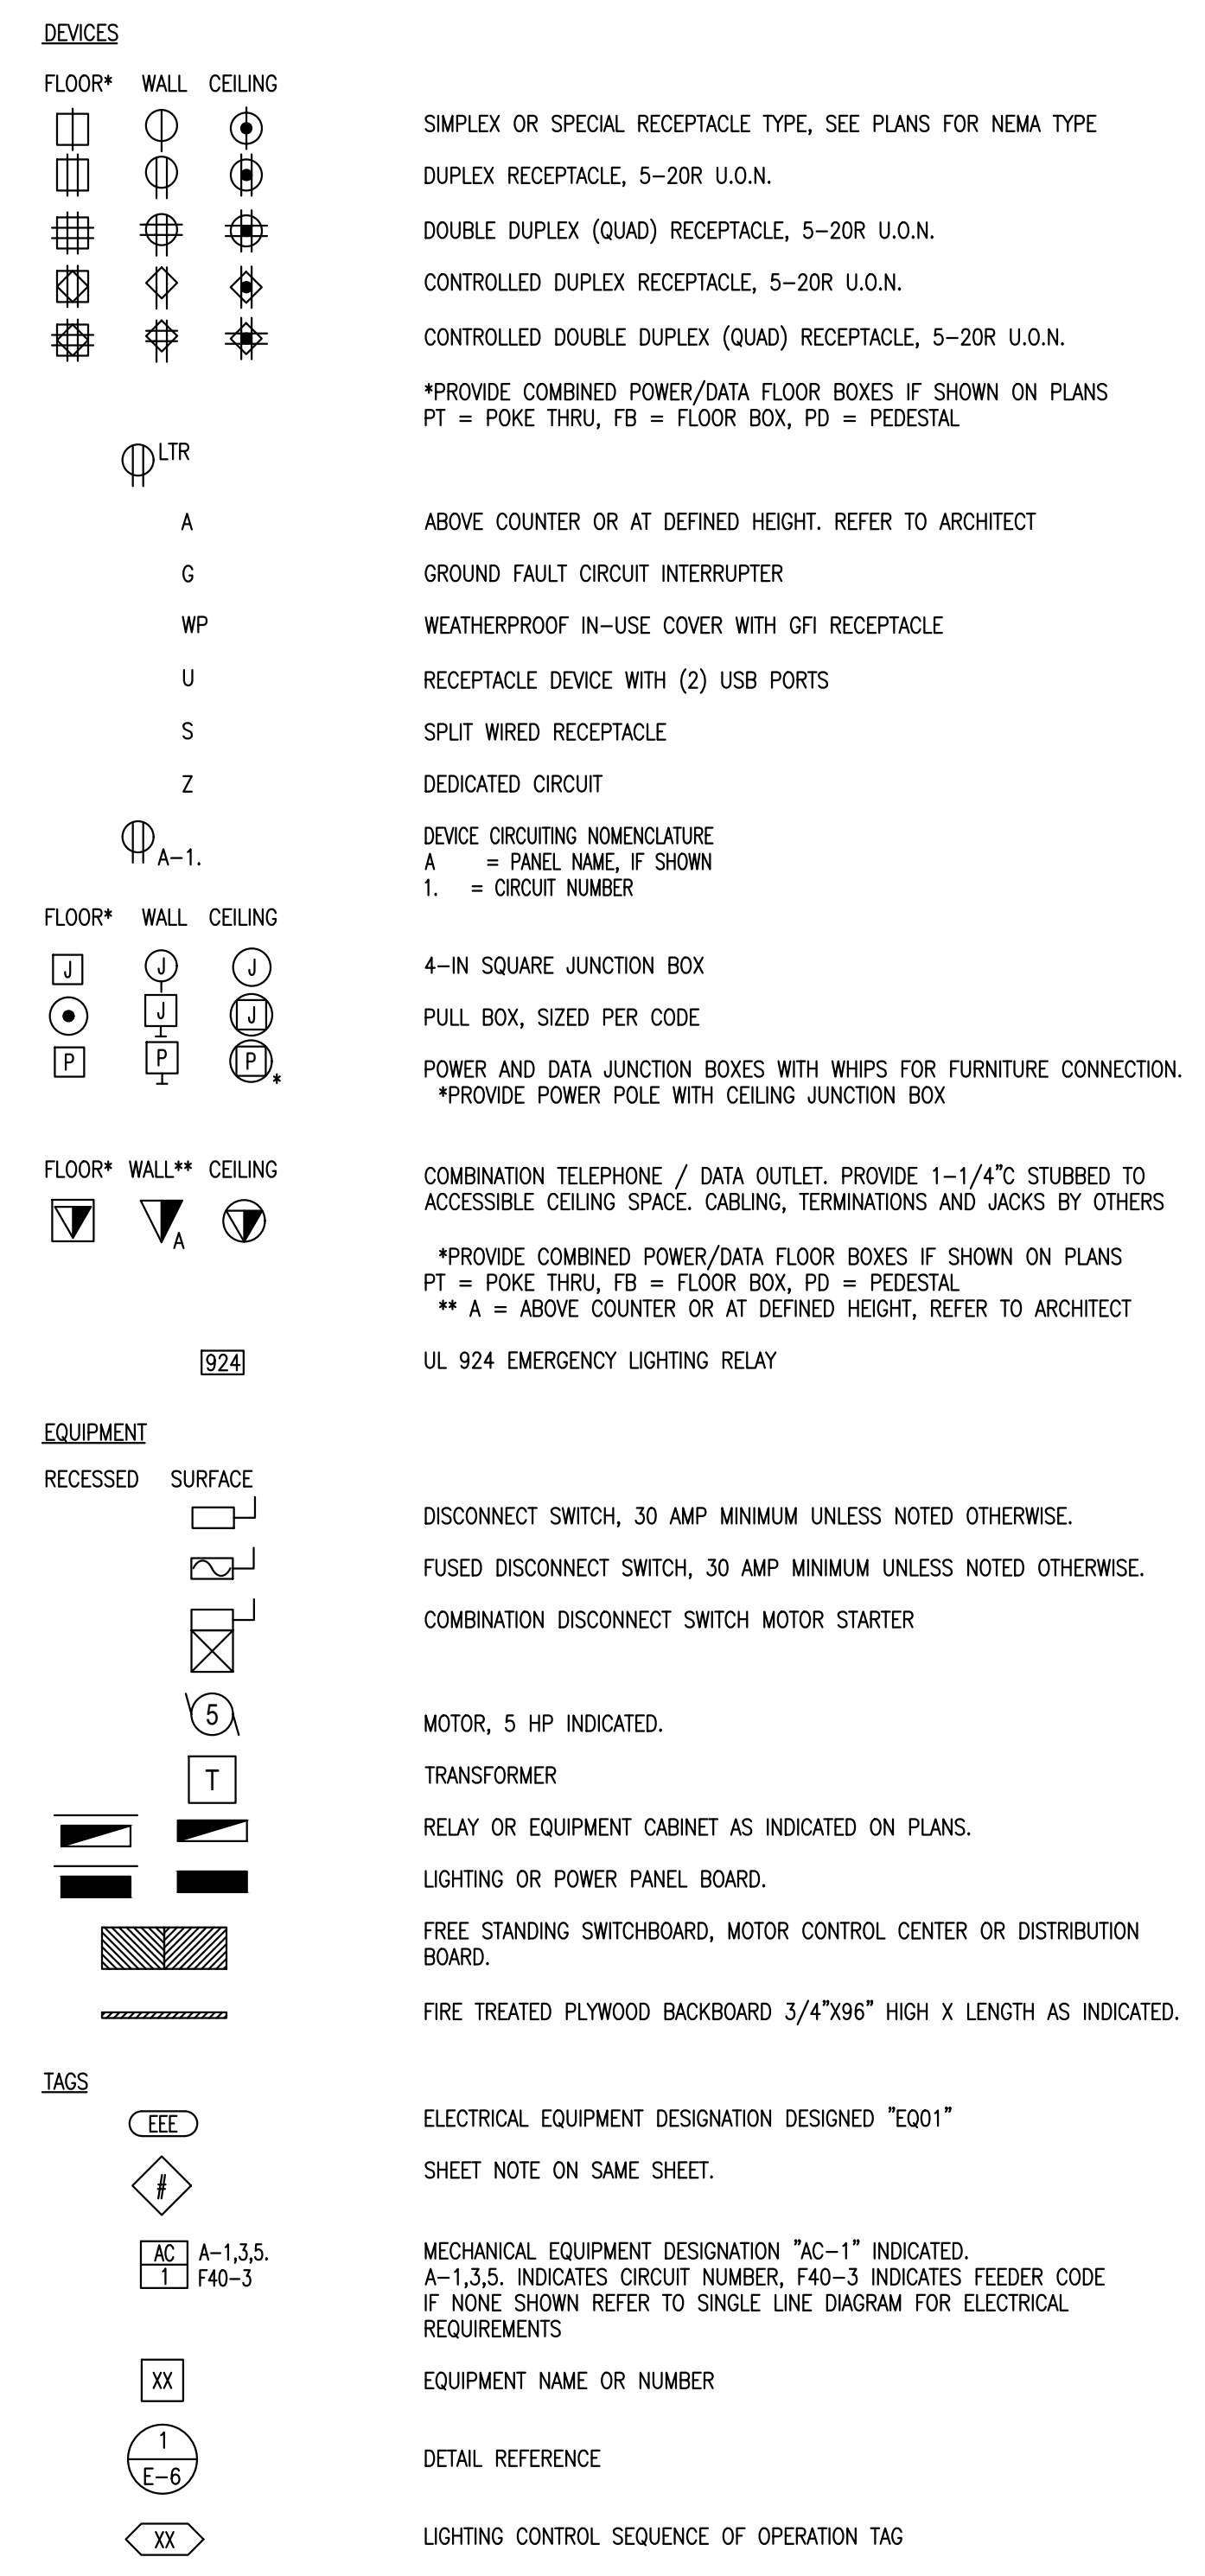 DEVICES
FLOOR* WALL CEILING
SIMPLEX OR SPECIAL RECEPTACLE TYPE, SEE PLANS FOR NEMA TYPE
DUPLEX RECEPTACLE, 5-20R U.O.N.
DOUBLE DUPLEX (QUAD) RECEPTACLE, 5-20R U.O.N.
CONTROLLED DUPLEX RECEPTACLE, 5-20R U.O.N.
CONTROLLED DOUBLE DUPLEX (QUAD) RECEPTACLE, 5-20R U.O.N.
*PROVIDE COMBINED POWER/DATA FLOOR BOXES IF SHOWN ON PLANS
PT = POKE THRU, FB = FLOOR BOX, PD = PEDESTAL
LTR
A ABOVE COUNTER OR AT DEFINED HEIGHT. REFER TO ARCHITECT
G GROUND FAULT CIRCUIT INTERRUPTER
WP WEATHERPROOF IN-USE COVER WITH GFI RECEPTACLE
U RECEPTACLE DEVICE WITH (2) USB PORTS
S SPLIT WIRED RECEPTACLE
Z DEDICATED CIRCUIT
A-1. DEVICE CIRCUITING NOMENCLATURE
A = PANEL NAME, IF SHOWN
1. = CIRCUIT NUMBER
FLOOR* WALL CEILING
J J J 4-IN SQUARE JUNCTION BOX
J J PULL BOX, SIZED PER CODE
P P P * POWER AND DATA JUNCTION BOXES WITH WHIPS FOR FURNITURE CONNECTION.
*PROVIDE POWER POLE WITH CEILING JUNCTION BOX
FLOOR* WALL** CEILING COMBINATION TELEPHONE / DATA OUTLET. PROVIDE 1-1/4"C STUBBED TO
ACCESSIBLE CEILING SPACE. CABLING, TERMINATIONS AND JACKS BY OTHERS
A
*PROVIDE COMBINED POWER/DATA FLOOR BOXES IF SHOWN ON PLANS
PT = POKE THRU, FB = FLOOR BOX, PD = PEDESTAL
** A = ABOVE COUNTER OR AT DEFINED HEIGHT, REFER TO ARCHITECT
924 UL 924 EMERGENCY LIGHTING RELAY
EQUIPMENT
RECESSED SURFACE
DISCONNECT SWITCH, 30 AMP MINIMUM UNLESS NOTED OTHERWISE.
FUSED DISCONNECT SWITCH, 30 AMP MINIMUM UNLESS NOTED OTHERWISE.
COMBINATION DISCONNECT SWITCH MOTOR STARTER
5 MOTOR, 5 HP INDICATED.
T TRANSFORMER
RELAY OR EQUIPMENT CABINET AS INDICATED ON PLANS.
LIGHTING OR POWER PANEL BOARD.
FREE STANDING SWITCHBOARD, MOTOR CONTROL CENTER OR DISTRIBUTION
BOARD.
FIRE TREATED PLYWOOD BACKBOARD 3/4"X96" HIGH X LENGTH AS INDICATED.
TAGS
EEE ELECTRICAL EQUIPMENT DESIGNATION DESIGNED "EQ01"
# SHEET NOTE ON SAME SHEET.
AC A-1,3,5. MECHANICAL EQUIPMENT DESIGNATION "AC-1" INDICATED.
1 F40-3 A-1,3,5. INDICATES CIRCUIT NUMBER, F40-3 INDICATES FEEDER CODE
IF NONE SHOWN REFER TO SINGLE LINE DIAGRAM FOR ELECTRICAL
REQUIREMENTS
XX EQUIPMENT NAME OR NUMBER
1
E-6 DETAIL REFERENCE
XX LIGHTING CONTROL SEQUENCE OF OPERATION TAG